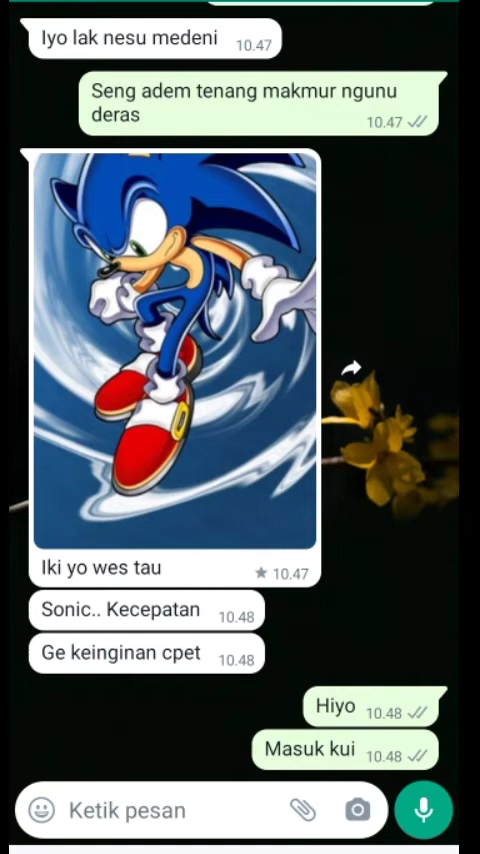 Iyo lak nesu medeni
10.47
Seng adem tenang makmur ngunu
deras
10.47
Iki yo wes tau
10.47
Sonic.. Kecepatan
10.48
Ge keinginan cpet
10.48
Hiyo
10.48
Masuk kui
10.48
Ketik pesan